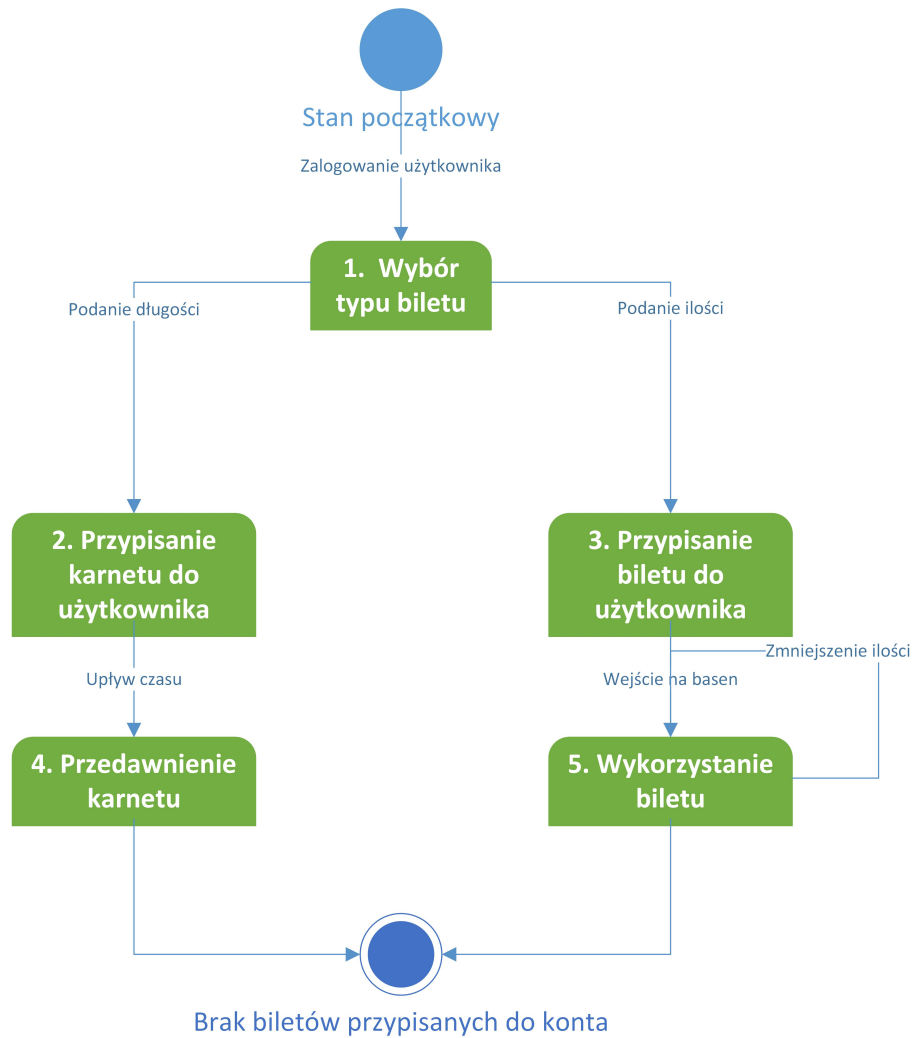 Stan początkowy
Zalogowanie użytkownika
1. Wybór
typu biletu
Podanie długości
Podanie ilości
2. Przypisanie
karnetu do
użytkownika
3. Przypisanie
biletu do
użytkownika
Zmniejszenie ilości
Upływ czasu
Wejście na basen
4. Przedawnienie
karnetu
5. Wykorzystanie
biletu
Brak biletów przypisanych do konta